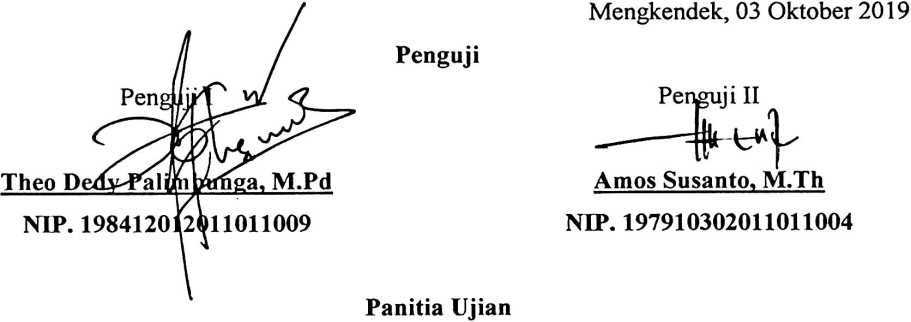 Mengkendek, 03 Oktober 2019
Penguji
Penguji I
Penguji II
Theo Dedy Palimbunga, M.Pd
Amos Susanto, M.Th
NIP. 198412012011011009
NIP. 197910302011011004
Panitia Ujian